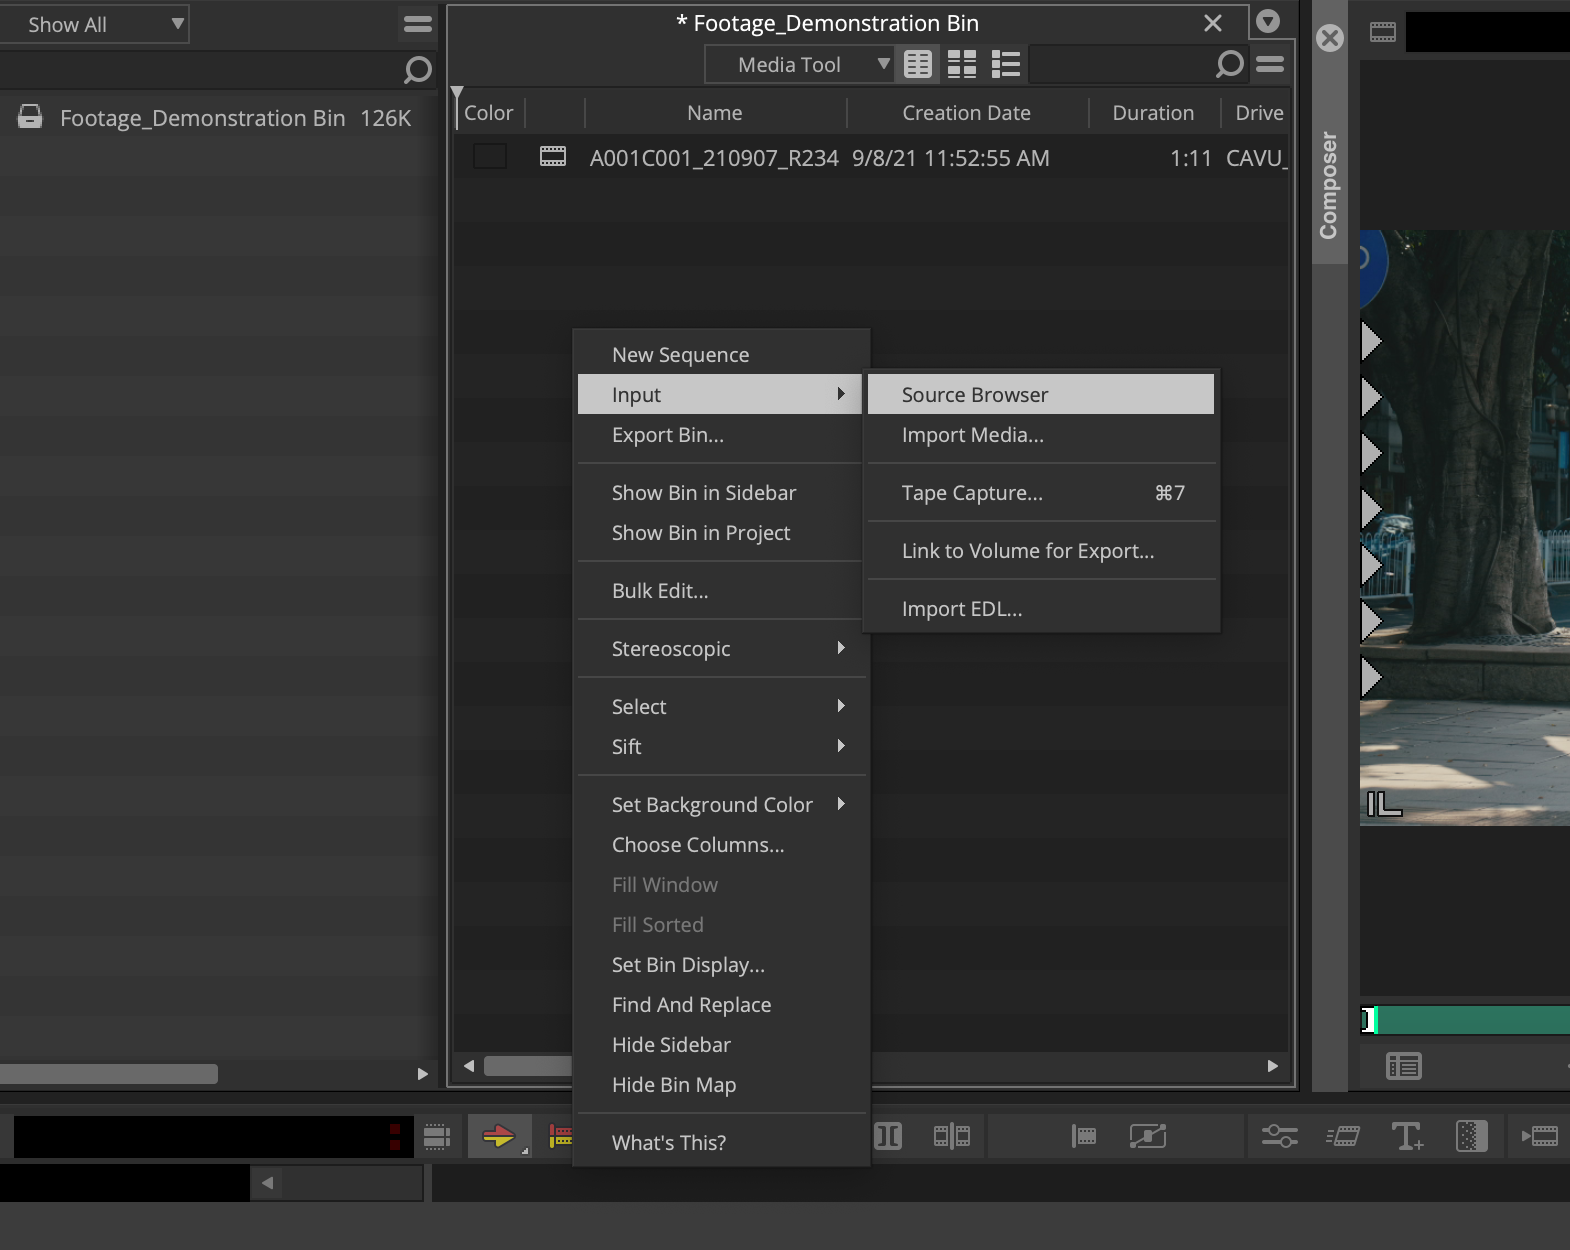 Show All
* Footage_Demonstration Bin
Media Tool
Footage_Demonstration Bin 126K
Color Name Creation Date Duration Drive
A001C001_210907_R234 9/8/21 11:52:55 AM 1:11 CAVU_
Composer
New Sequence
Input
Export Bin...
Show Bin in Sidebar
Show Bin in Project
Bulk Edit...
Stereoscopic
Select
Sift
Set Background Color
Choose Columns...
Fill Window
Fill Sorted
Set Bin Display...
Find And Replace
Hide Sidebar
Hide Bin Map
What's This?
Source Browser
Import Media...
Tape Capture... ⌘7
Link to Volume for Export...
Import EDL...